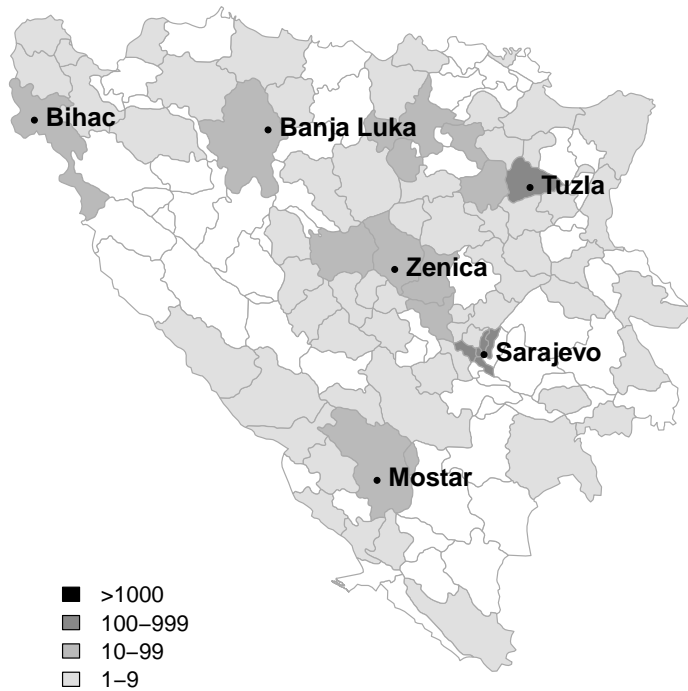 Bihac
Banja Luka
Tuzla
Zenica
Sarajevo
Mostar
>1000
100–999
10–99
1–9